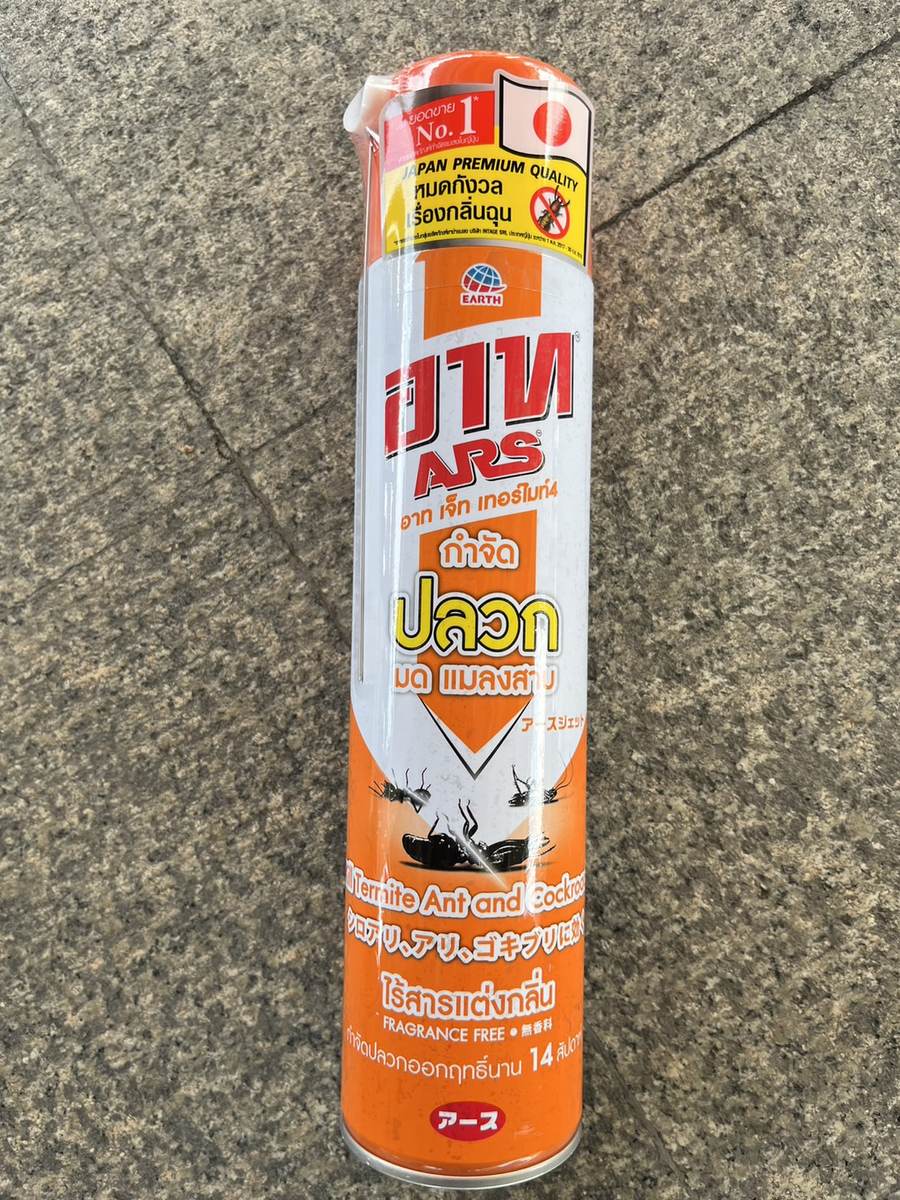 ยอดขาย
No.1*
JAPAN PREMIUM QUALITY
หมดกังวล
เรื่องกลิ่นฉุน
EARTH
อาท
ARS
อาท เจ็ท เทอร์ไมท์4
กำจัด
ปลวก
มด แมลงสาบ
アースジェット
Termite Ant and
シロアリ、アリ、ゴキブリに効く
ไร้สารแต่งกลิ่น
FRAGRANCE FREE • 無香料
กำจัดปลวกออกฤทธิ์นาน 14 สัปดาห์
アース